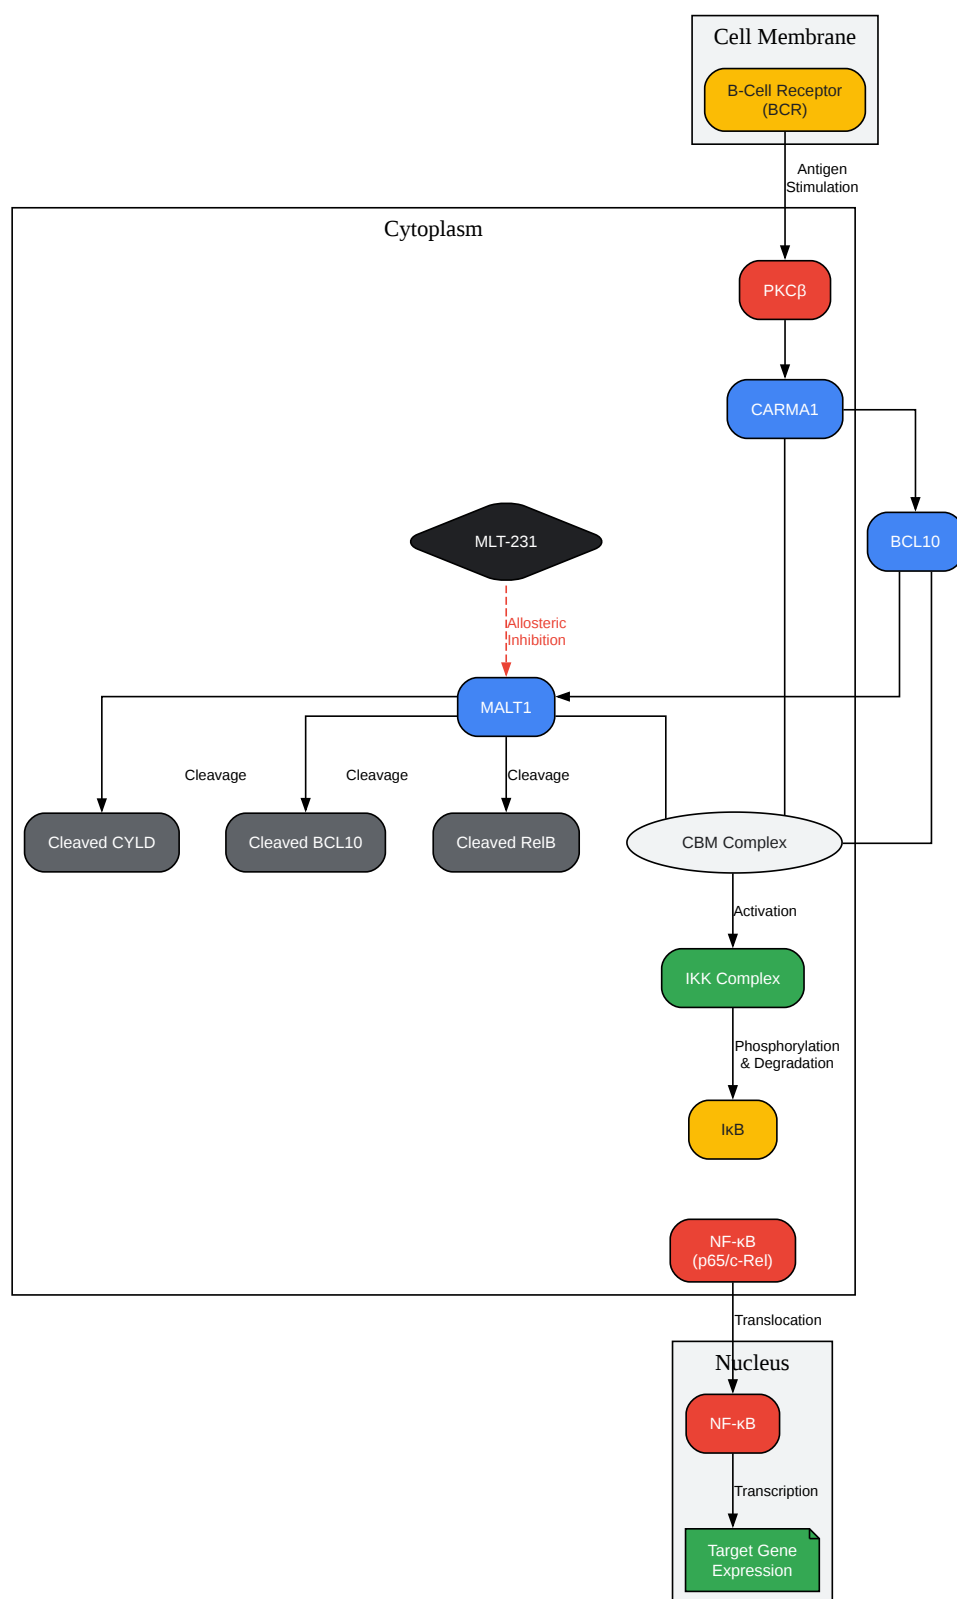 Cell Membrane
B-Cell Receptor
(BCR)
Antigen
Stimulation
Cytoplasm
PKCβ
CARMA1
MLT-231
BCL10
Allosteric
Inhibition
MALT1
Cleavage
Cleavage
Cleavage
Cleaved CYLD
Cleaved BCL10
Cleaved RelB
CBM Complex
Activation
IKK Complex
Phosphorylation
& Degradation
IκB
NF-κB
(p65/c-Rel)
Translocation
Nucleus
NF-κB
Transcription
Target Gene
Expression